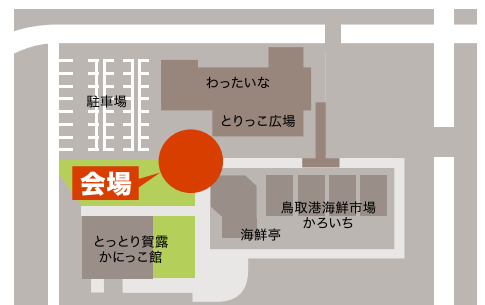 わったいな
駐車場
とりっこ広場
会場
鳥取港海鮮市場
かろいち
海鮮亭
とっとり賀露
かにっこ館